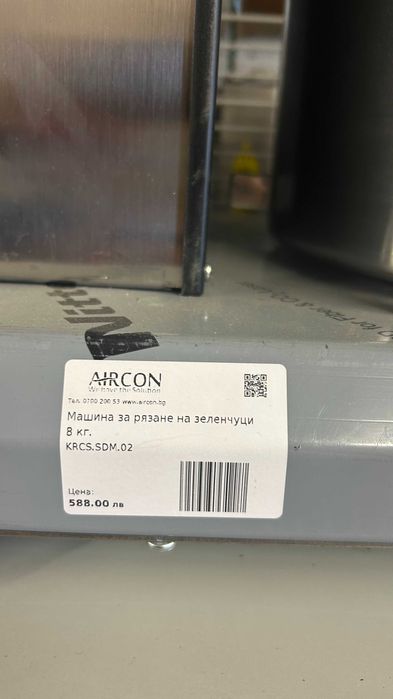 AIRCON
We have the Solution
Тел. 0700 200 53 www.aircon.bg
Машина за рязане на зеленчуци
8 кг.
KRCS.SDM.02
Цена:
588.00 лв